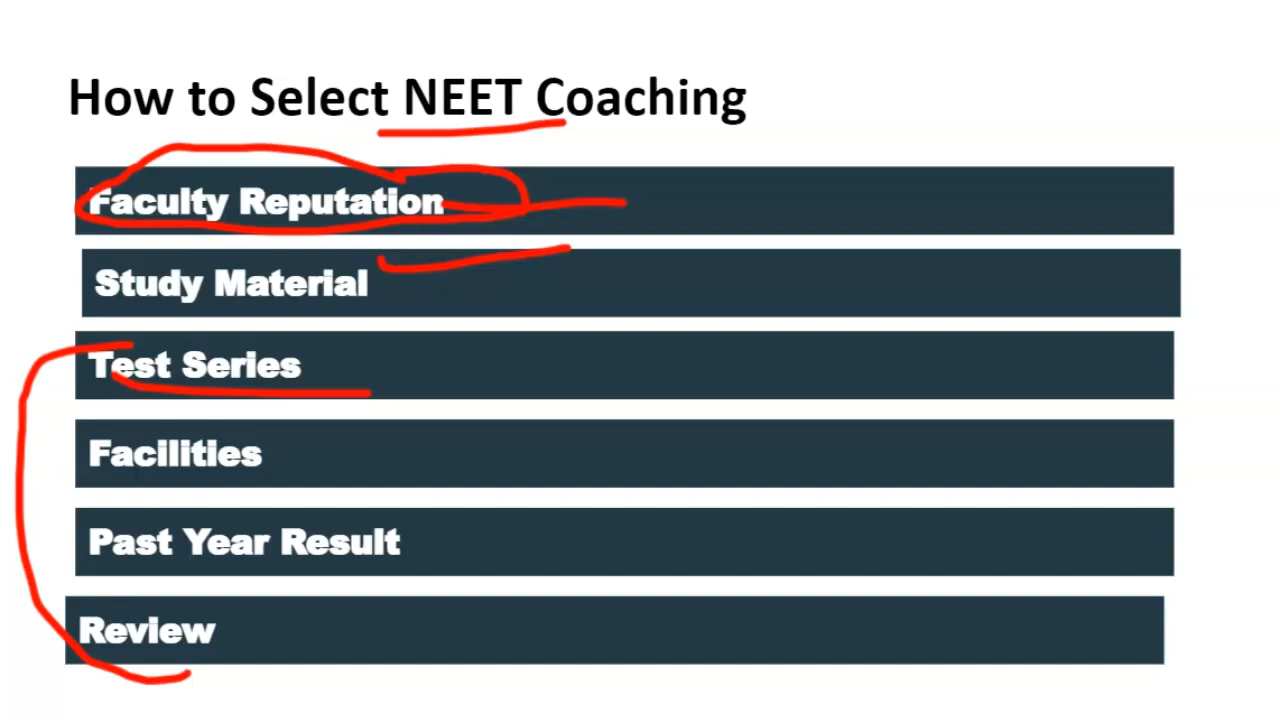 How to Select NEET Coaching
Faculty Reputation
Study Material
Test Series
Facilities
Past Year Result
Review